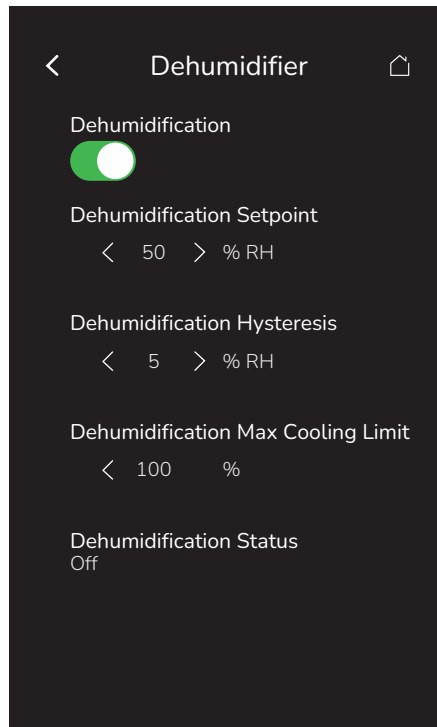 Dehumidifier
Dehumidification
Dehumidification Setpoint
50 % RH
Dehumidification Hysteresis
5 % RH
Dehumidification Max Cooling Limit
100 %
Dehumidification Status
Off